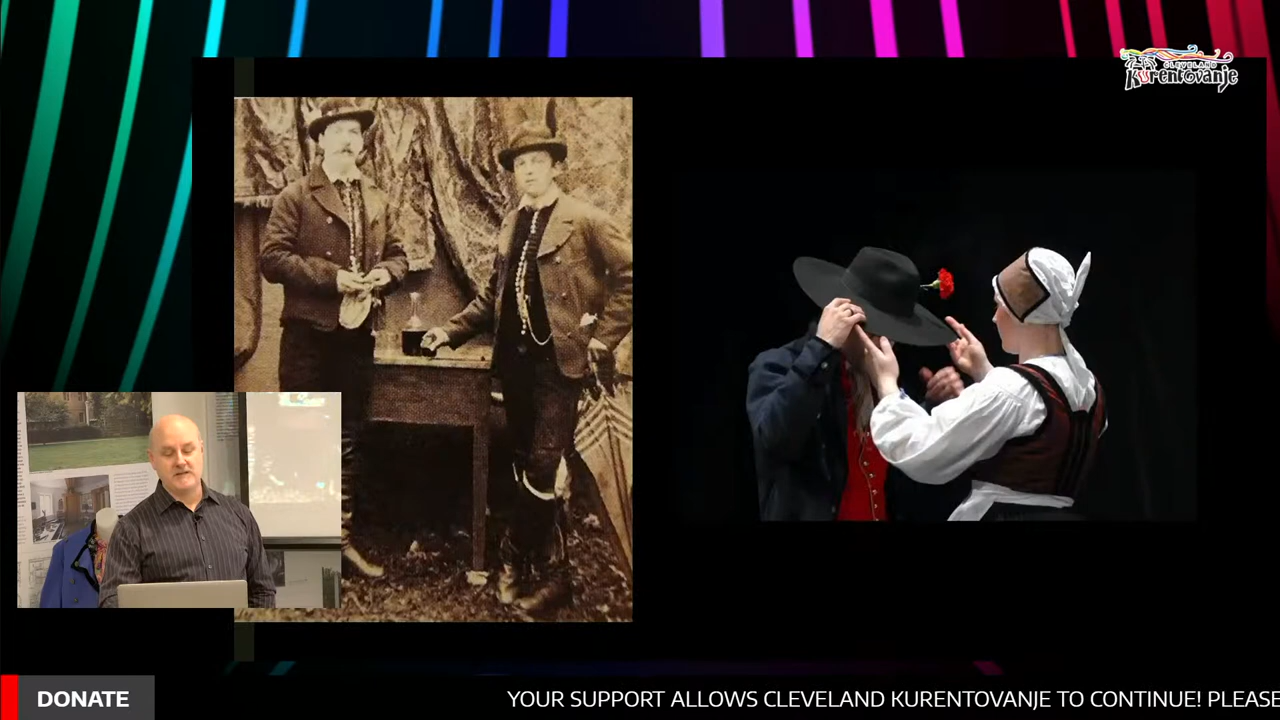 CLEVELAND
Kurentovanje
DONATE
YOUR SUPPORT ALLOWS CLEVELAND KURENTOVANJE TO CONTINUE! PLEASE